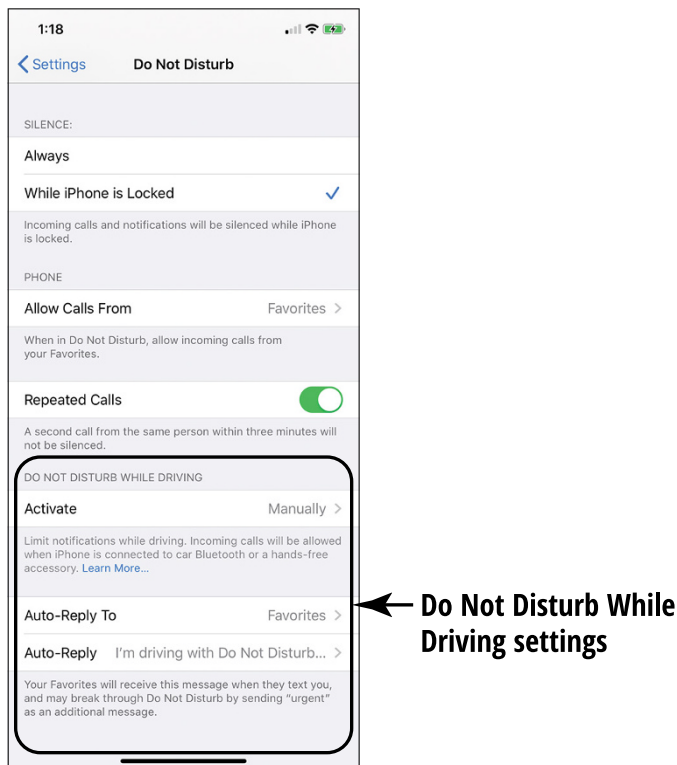 1:18
Settings
Do Not Disturb
SILENCE:
Always
While iPhone is Locked
Incoming calls and notifications will be silenced while iPhone
is locked.
PHONE
Allow Calls From Favorites
When in Do Not Disturb, allow incoming calls from
your Favorites.
Repeated Calls
A second call from the same person within three minutes will
not be silenced.
DO NOT DISTURB WHILE DRIVING
Activate Manually
Limit notifications while driving. Incoming calls will be allowed
when iPhone is connected to car Bluetooth or a hands-free
accessory. Learn More...
Auto-Reply To Favorites
Auto-Reply I'm driving with Do Not Disturb...
Your Favorites will receive this message when they text you,
and may break through Do Not Disturb by sending “urgent”
as an additional message.
Do Not Disturb While
Driving settings